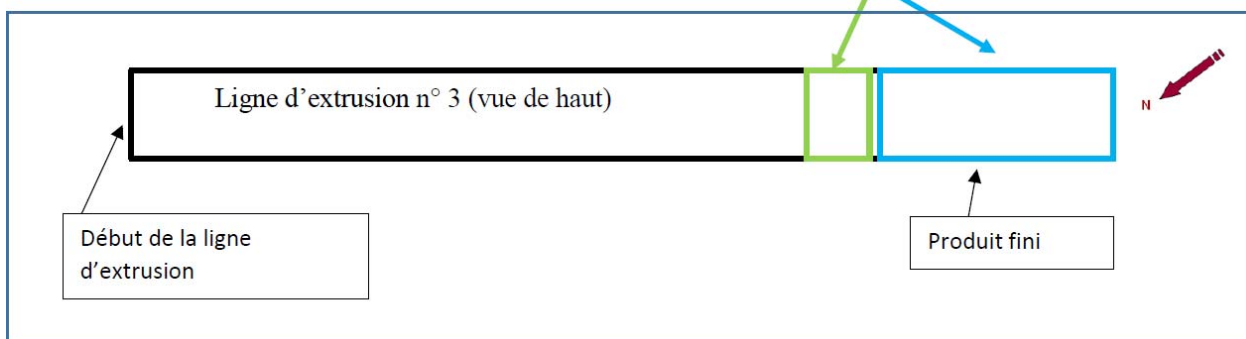 Ligne d'extrusion n° 3 (vue de haut)
N
Début de la ligne
d'extrusion
Produit fini